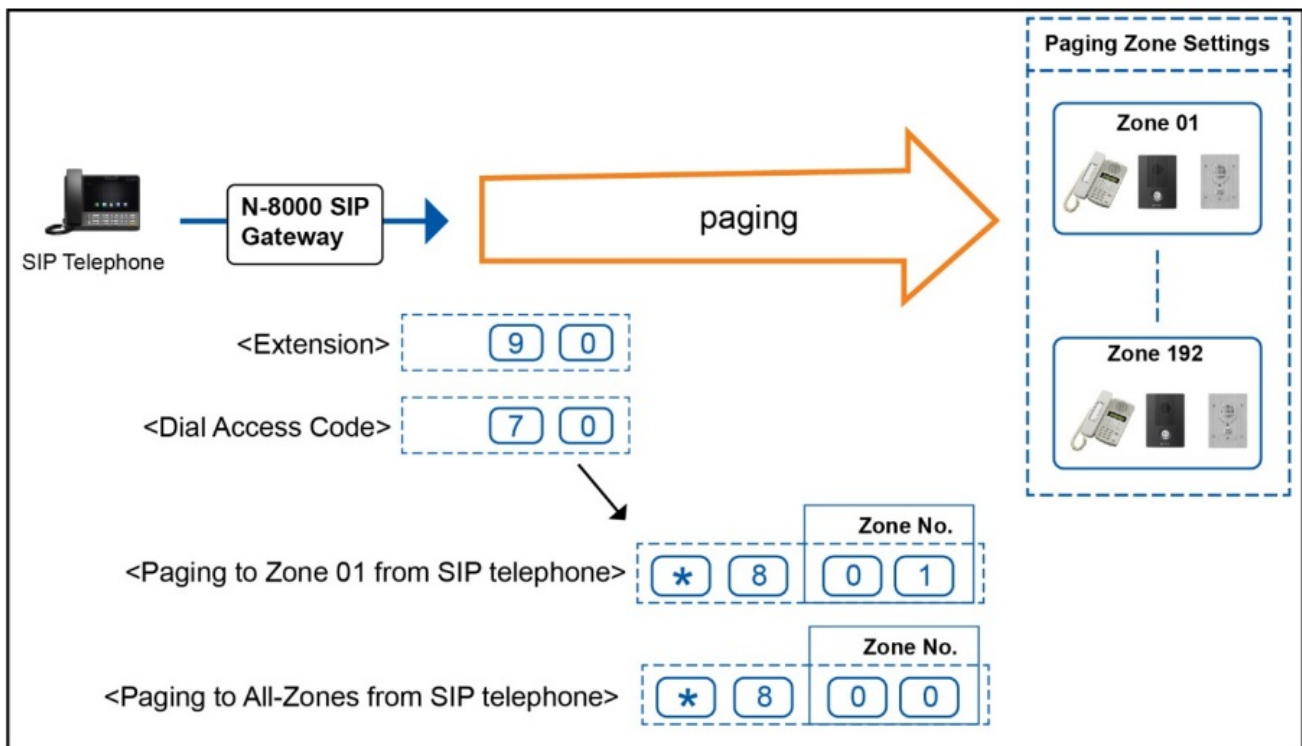 Paging Zone Settings
Zone 01
SIP Telephone
N-8000 SIP
Gateway
paging
Zone 192
<Extension> 9 0
<Dial Access Code> 7 0
Zone No.
<Paging to Zone 01 from SIP telephone> * 8 0 1
Zone No.
<Paging to All-Zones from SIP telephone> * 8 0 0